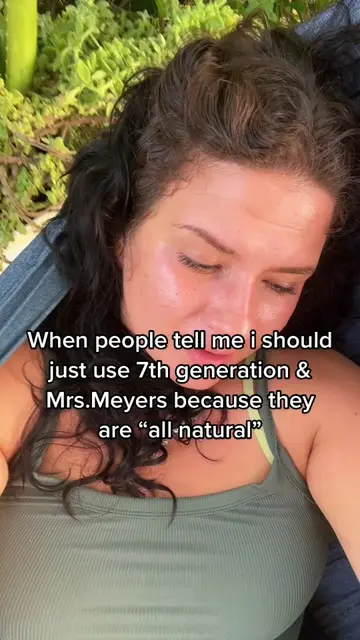 When people tell me i should
just use 7th generation &
Mrs.Meyers because they
are “all natural”